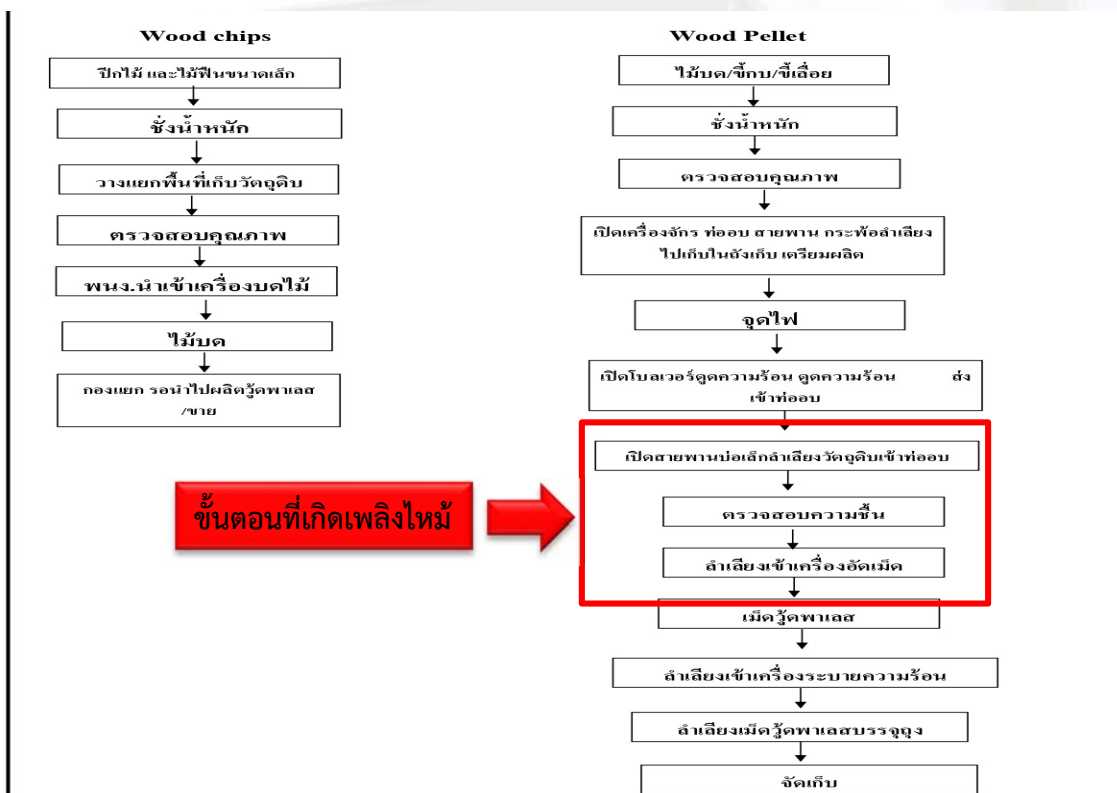 Wood chips
ปีกไม้ และไม้ฟืนขนาดเล็ก
ชั่งน้ำหนัก
วางแยกพื้นที่เก็บวัตถุดิบ
ตรวจสอบคุณภาพ
พนง.นำเข้าเครื่องบดไม้
ไม้บด
กองแยก รอนำไปผลิตวู้ดพาเลส
/ขาย
Wood Pellet
ไม้บด/ขี้กบ/ขี้เลื่อย
ชั่งน้ำหนัก
ตรวจสอบคุณภาพ
เปิดเครื่องจักร ท่ออบ สายพาน กระพ้อลำเลียง
ไปเก็บในถังเก็บ เตรียมผลิต
จุดไฟ
เปิดโบลเวอร์ดูดความร้อน ดูดความร้อน ส่ง
เข้าท่ออบ
เปิดสายพานบ่อเล็กลำเลียงวัตถุดิบเข้าท่ออบ
ตรวจสอบความชื้น
ลำเลียงเข้าเครื่องอัดเม็ด
ขั้นตอนที่เกิดเพลิงไหม้
เม็ดวู้ดพาเลส
ลำเลียงเข้าเครื่องระบายความร้อน
ลำเลียงเม็ดวู้ดพาเลสบรรจุถุง
จัดเก็บ